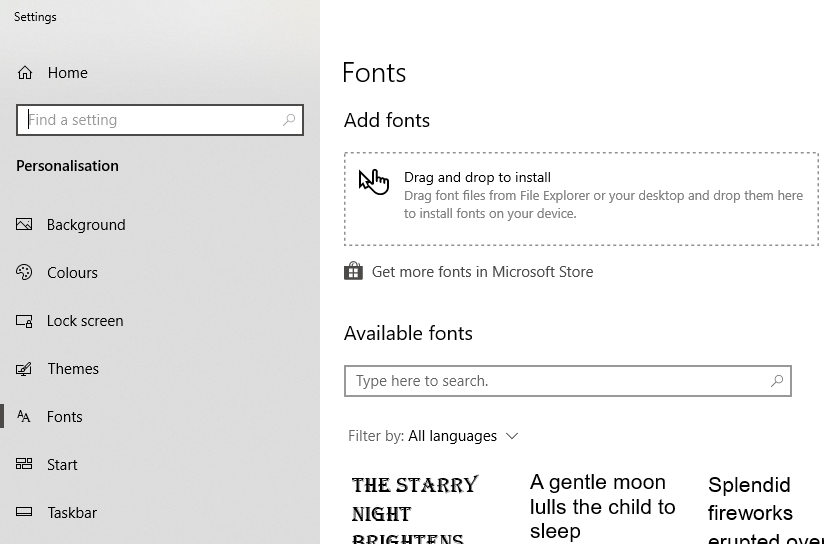 Settings
Home
Find a setting
Personalisation
Background
Colours
Lock screen
Themes
Fonts
Start
Taskbar
Fonts
Add fonts
Drag and drop to install
Drag font files from File Explorer or your desktop and drop them here
to install fonts on your device.
Get more fonts in Microsoft Store
Available fonts
Type here to search.
Filter by: All languages
THE STARRY
NIGHT
BRIGHTENS
A gentle moon
lulls the child to
sleep
Splendid
fireworks
erupted over